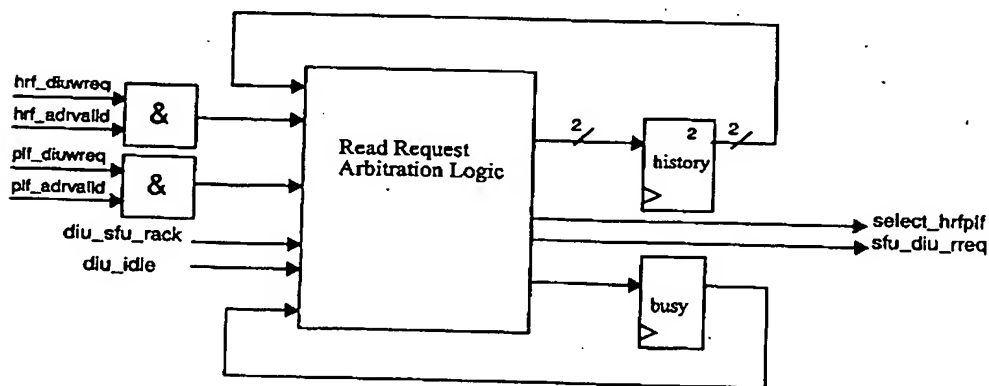 hrf_diuwreq
hrf_adrvalid
&
plf_diuwreq
plf_adrvalid
&
diu_sfu_rack
diu_idle
Read Request
Arbitration Logic
2
2
2
history
select_hrfplf
sfu_diu_rreq
busy